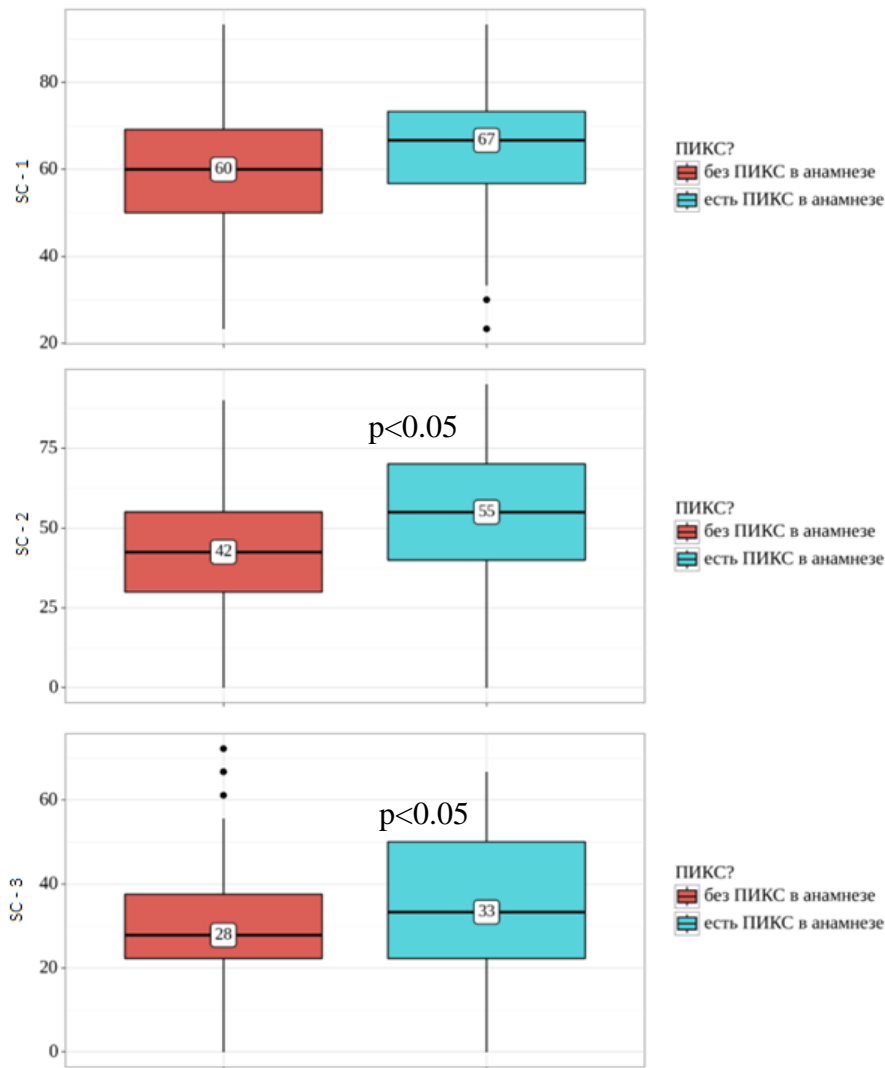 80
60
40
20
SC - 1
60
67
ПИКС?
без ПИКС в анамнезе
есть ПИКС в анамнезе
75
50
25
0
SC - 2
p<0.05
42
55
ПИКС?
без ПИКС в анамнезе
есть ПИКС в анамнезе
60
40
20
0
SC - 3
p<0.05
28
33
ПИКС?
без ПИКС в анамнезе
есть ПИКС в анамнезе